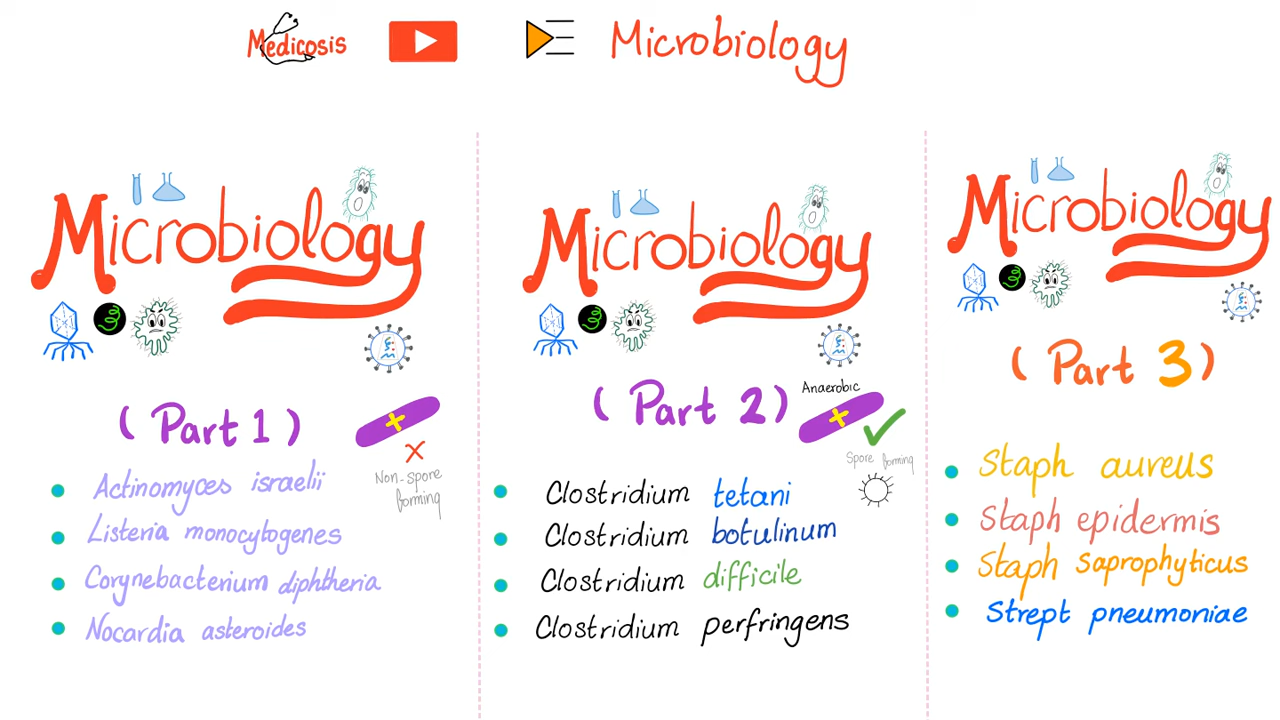 Medicosis
Microbiology
Microbiology
(Part 1)
Non-spore
forming
Actinomyces israelii
Listeria monocytogenes
Corynebacterium diphtheria
Nocardia asteroides
Microbiology
(Part 2)
Anaerobic
Spore forming
Clostridium tetani
Clostridium botulinum
Clostridium difficile
Clostridium perfringens
Microbiology
(Part 3)
Staph aureus
Staph epidermis
Staph saprophyticus
Strept pneumoniae